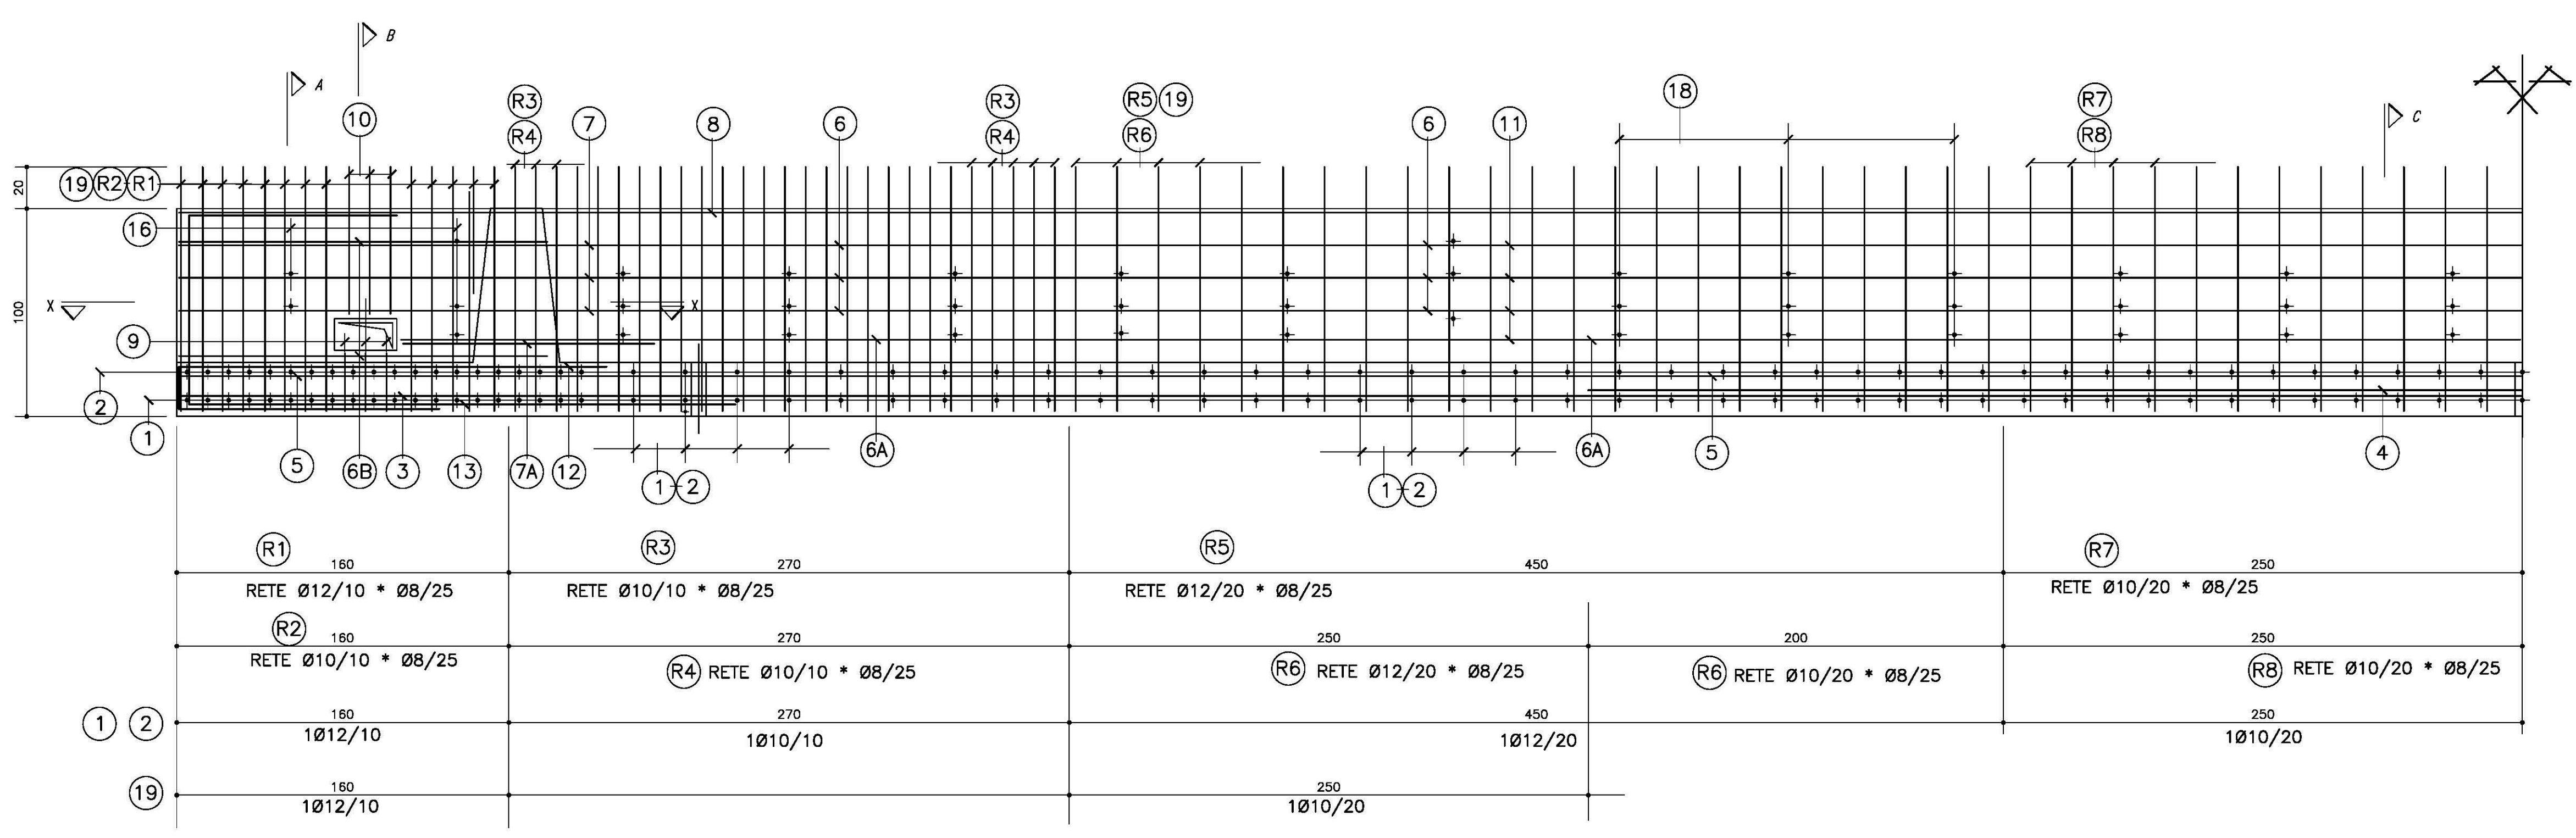 B
A
C
10
R3
R4
7
8
6
R3
R4
R5 19
R6
6
11
18
R7
R8
20
19 R2-R1
16
100
X
X
9
2
1
5
6B
3
13
7A
12
6A
6A
5
4
1-2
1-2
R1
R3
R5
R7
160
270
450
250
RETE Ø12/10 * Ø8/25
RETE Ø10/10 * Ø8/25
RETE Ø12/20 * Ø8/25
RETE Ø10/20 * Ø8/25
R2
160
270
250
200
250
RETE Ø10/10 * Ø8/25
R4 RETE Ø10/10 * Ø8/25
R6 RETE Ø12/20 * Ø8/25
R6 RETE Ø10/20 * Ø8/25
R8 RETE Ø10/20 * Ø8/25
1 2
160
270
450
250
1Ø12/10
1Ø10/10
1Ø12/20
1Ø10/20
19
160
250
1Ø12/10
1Ø10/20